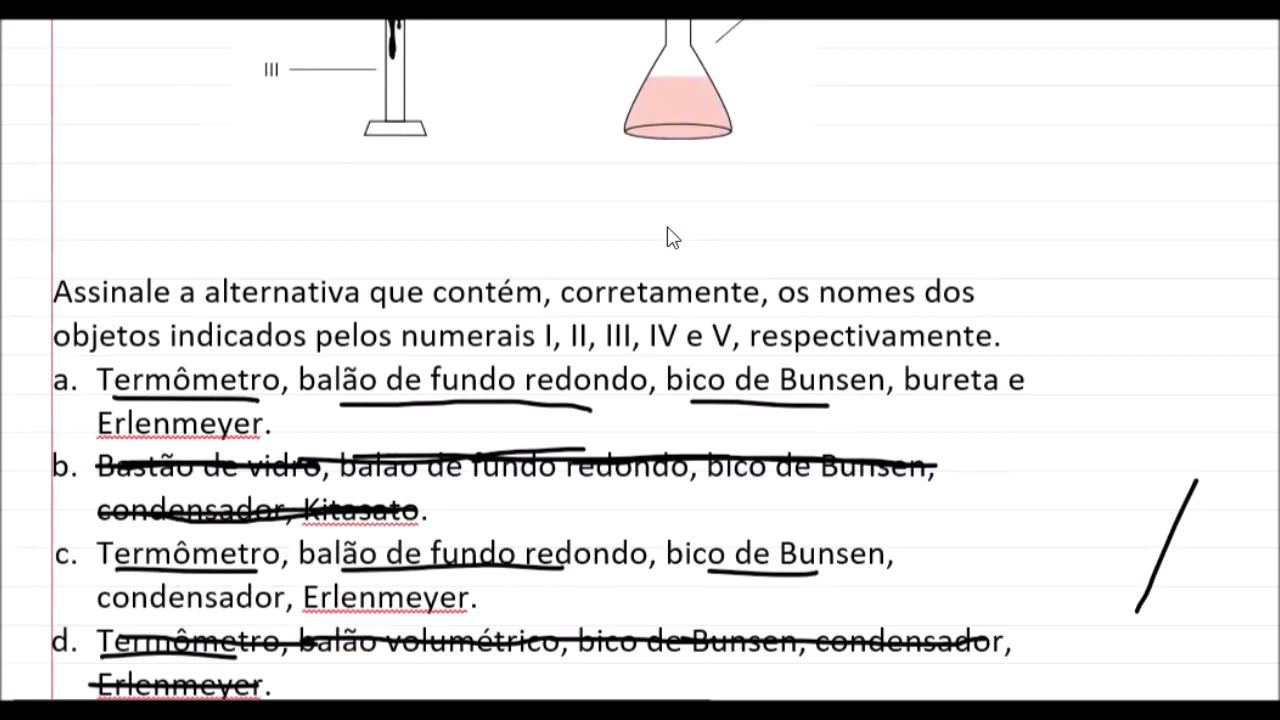 III
Assinale a alternativa que contém, corretamente, os nomes dos
objetos indicados pelos numerais I, II, III, IV e V, respectivamente.
a. Termômetro, balão de fundo redondo, bico de Bunsen, bureta e
Erlenmeyer.
b. Bastão de vidro, balão de fundo redondo, bico de Bunsen,
condensador, Kitasato.
c. Termômetro, balão de fundo redondo, bico de Bunsen,
condensador, Erlenmeyer.
d. Termômetro, balão volumétrico, bico de Bunsen, condensador,
Erlenmeyer.